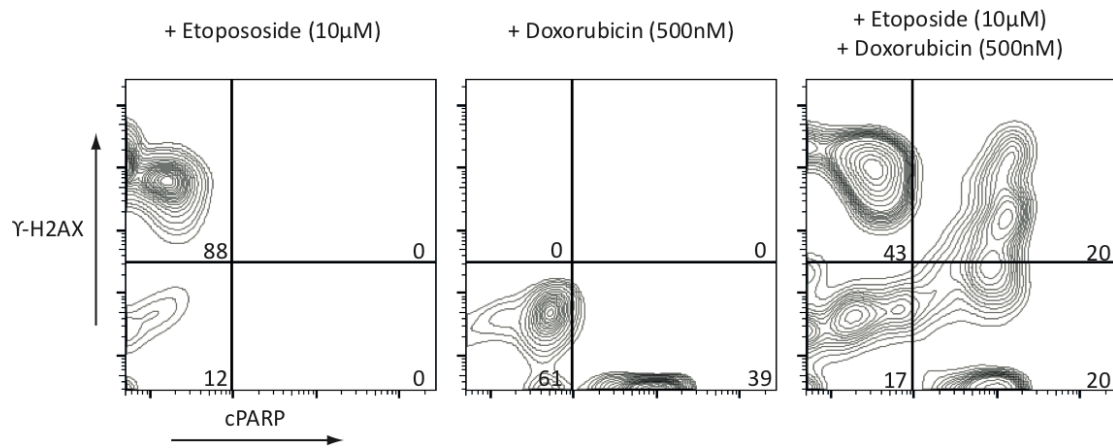 + Etopososide (10µM)
+ Doxorubicin (500nM)
+ Etoposide (10µM)
+ Doxorubicin (500nM)
ϒ-H2AX
88
0
12
0
0
0
61
39
43
20
17
20
cPARP